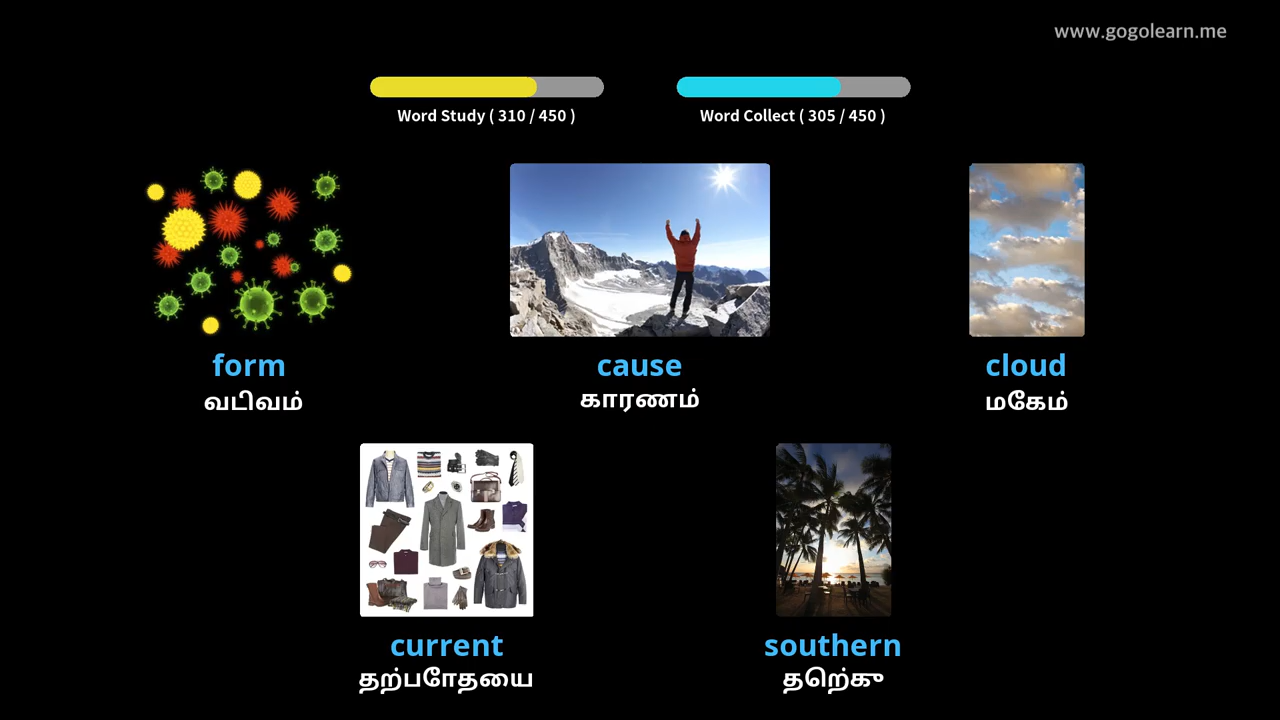 www.gogolearn.me
Word Study ( 310 / 450 )
Word Collect ( 305 / 450 )
form
வடிவம்
cause
காரணம்
cloud
மகேம்
current
தற்போதயை
southern
தறெ்கு